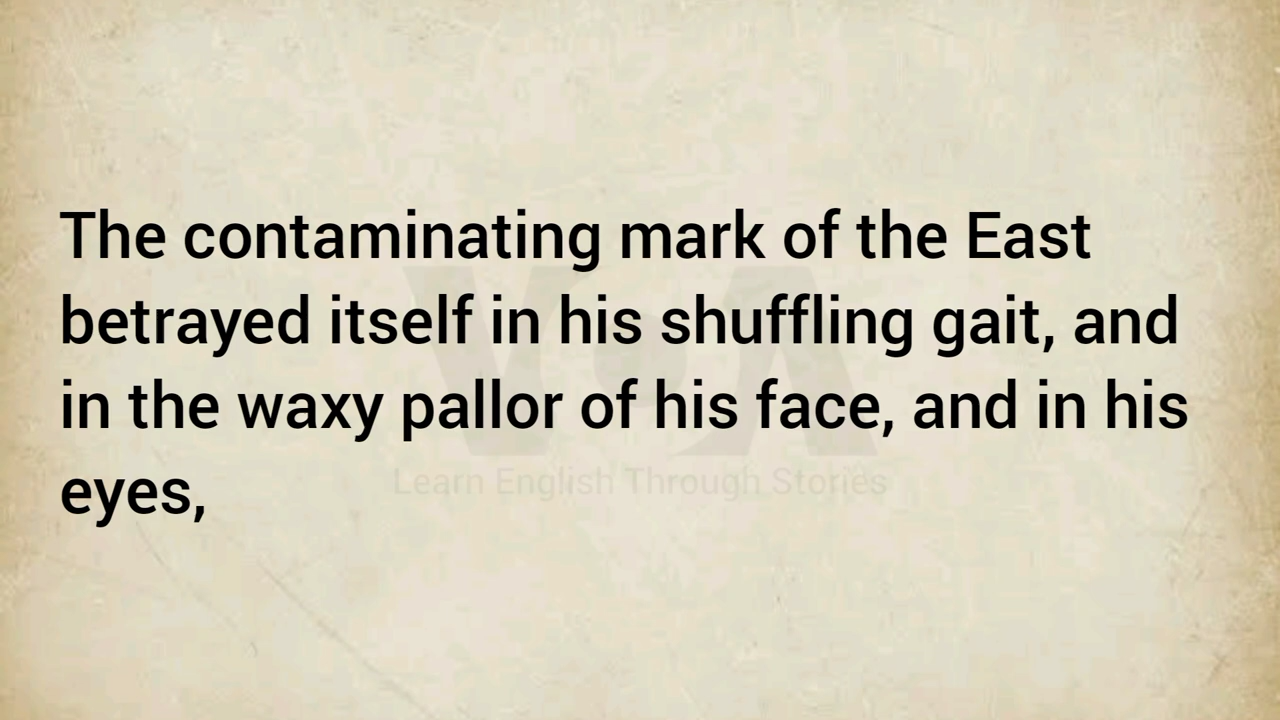 The contaminating mark of the East
betrayed itself in his shuffling gait, and
in the waxy pallor of his face, and in his
eyes,
VOA
Learn English Through Stories